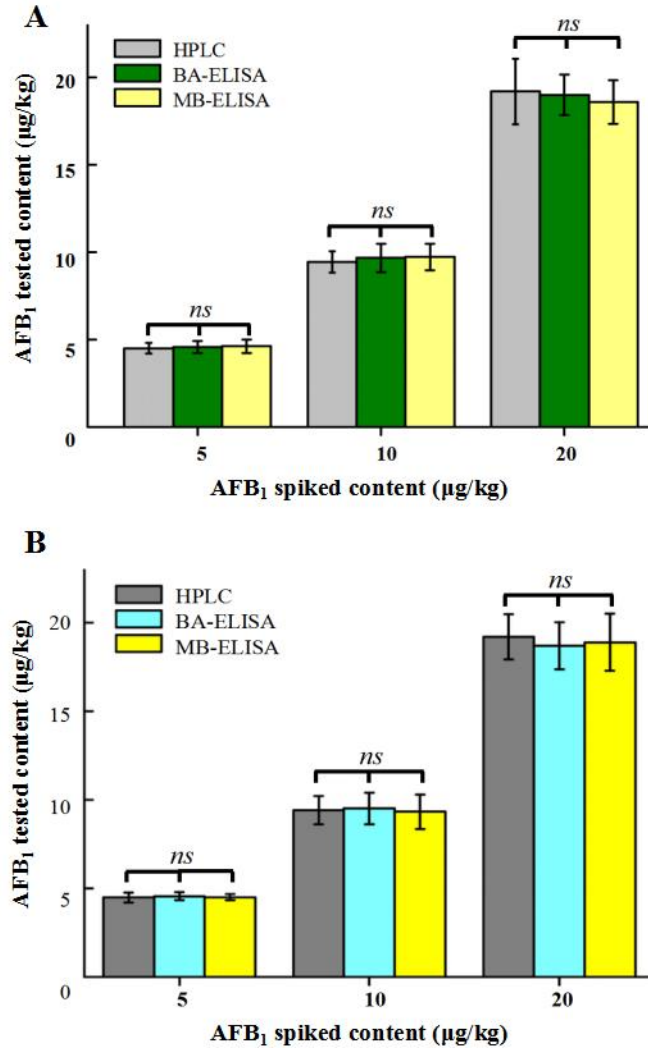 A
HPLC
BA-ELISA
MB-ELISA
ns
ns
ns
AFB₁ tested content (µg/kg)
20
15
10
5
0
5 10 20
AFB₁ spiked content (µg/kg)
B
HPLC
BA-ELISA
MB-ELISA
ns
ns
ns
AFB₁ tested content (µg/kg)
20
15
10
5
0
5 10 20
AFB₁ spiked content (µg/kg)